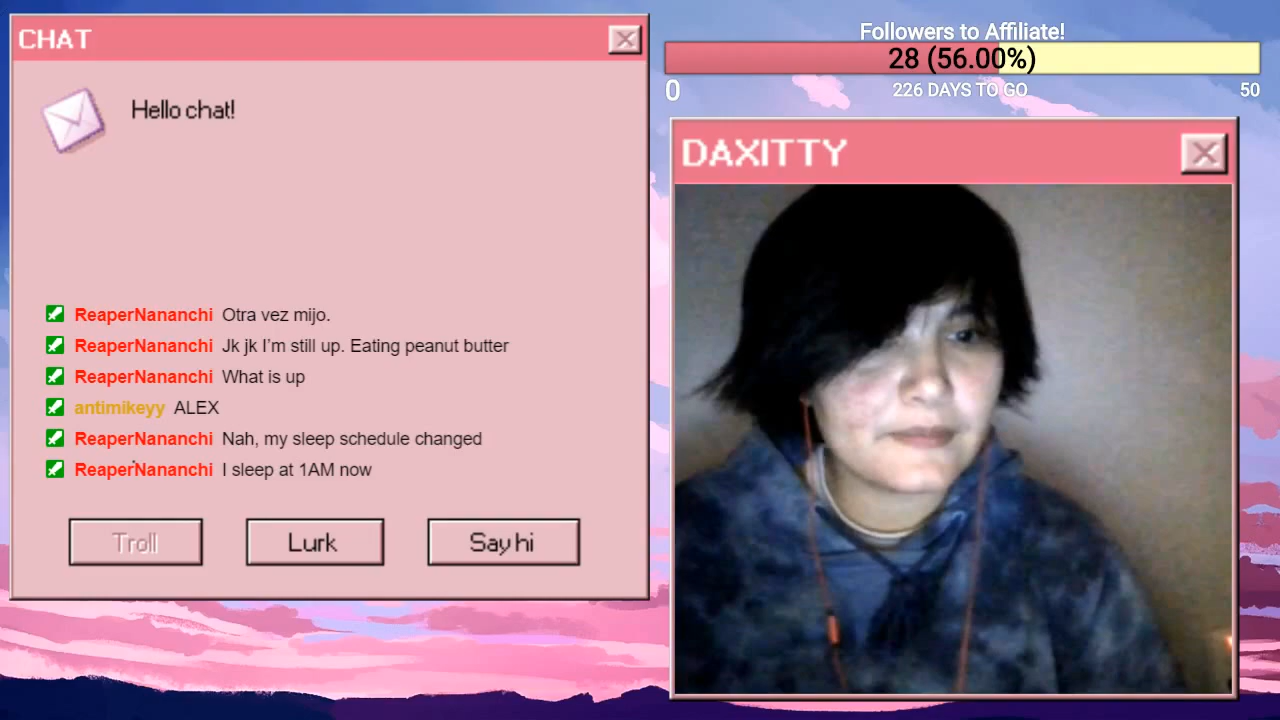 CHAT
Hello chat!
ReaperNananchi Otra vez mijo.
ReaperNananchi Jk jk I'm still up. Eating peanut butter
ReaperNananchi What is up
antimikeyy ALEX
ReaperNananchi Nah, my sleep schedule changed
ReaperNananchi I sleep at 1AM now
Troll
Lurk
Say hi
Followers to Affiliate!
28 (56.00%)
0
226 DAYS TO GO
50
DAXITTY